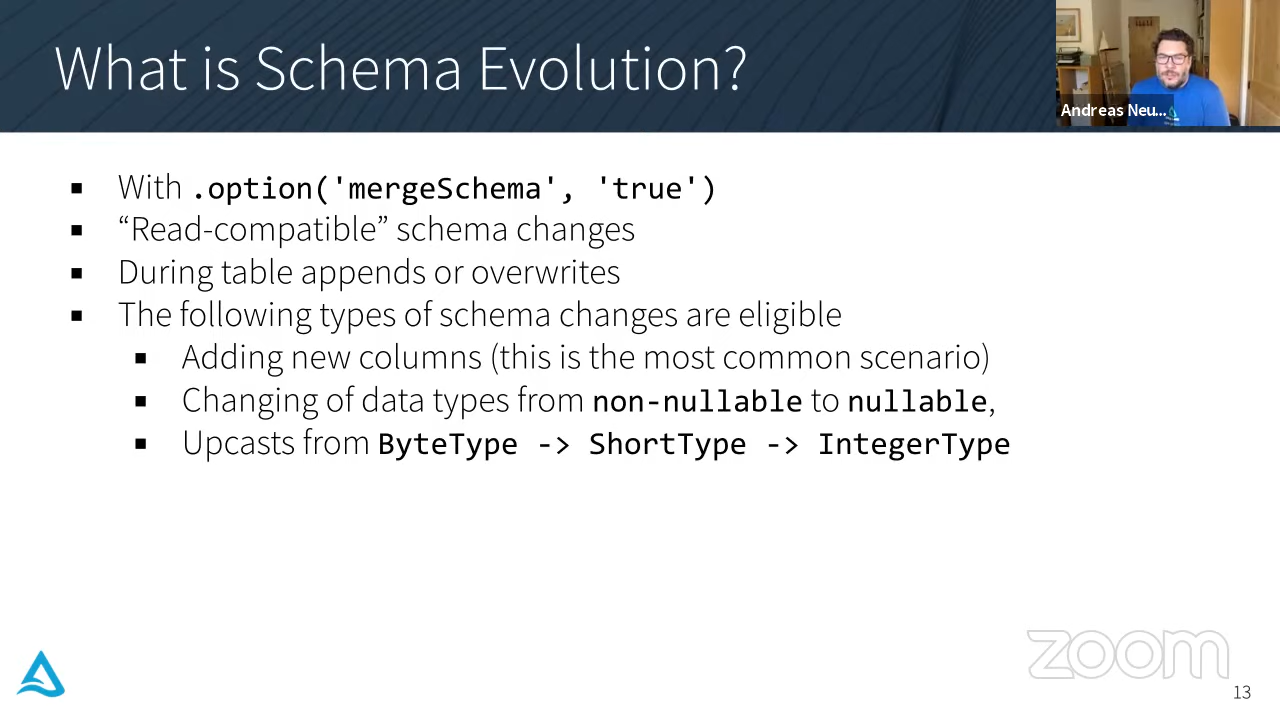 What is Schema Evolution?
Andreas Neu...
▪ With .option('mergeSchema', 'true')
▪ “Read-compatible” schema changes
▪ During table appends or overwrites
▪ The following types of schema changes are eligible
▪ Adding new columns (this is the most common scenario)
▪ Changing of data types from non-nullable to nullable,
▪ Upcasts from ByteType -> ShortType -> IntegerType
zoom
13